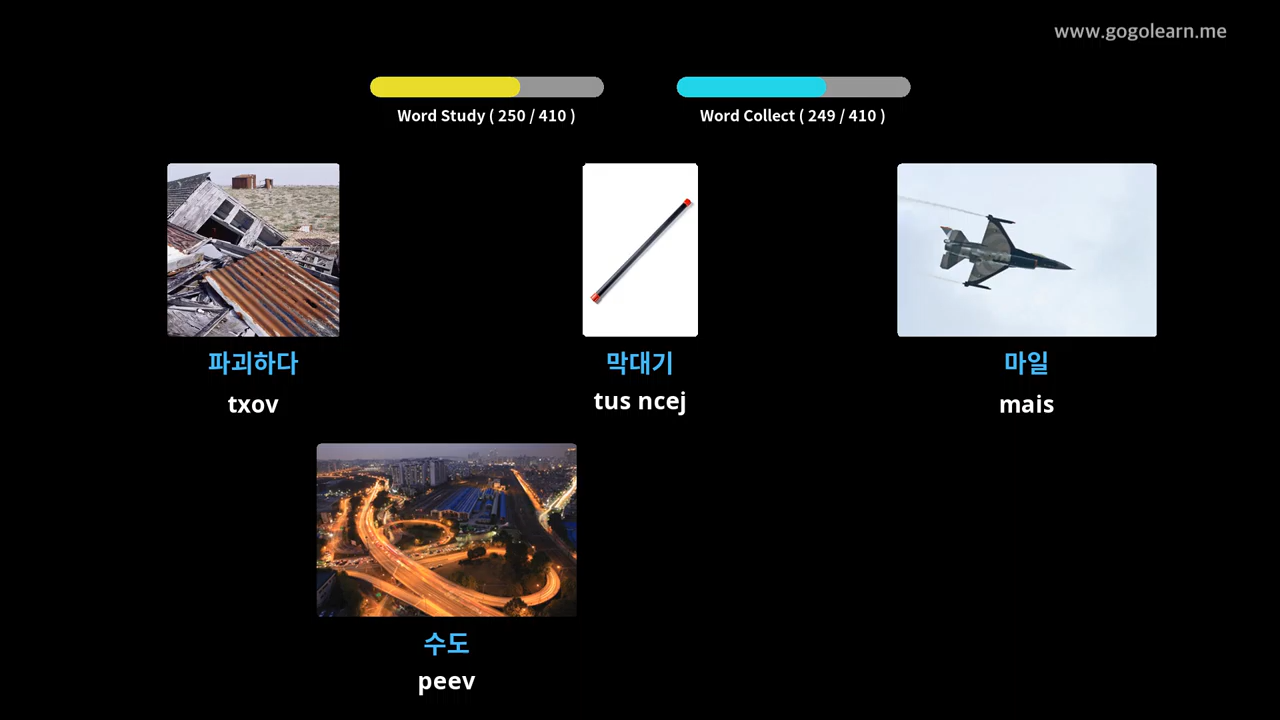 www.gogolearn.me
Word Study ( 250 / 410 )
Word Collect ( 249 / 410 )
파괴하다
txov
막대기
tus ncej
마일
mais
수도
peev